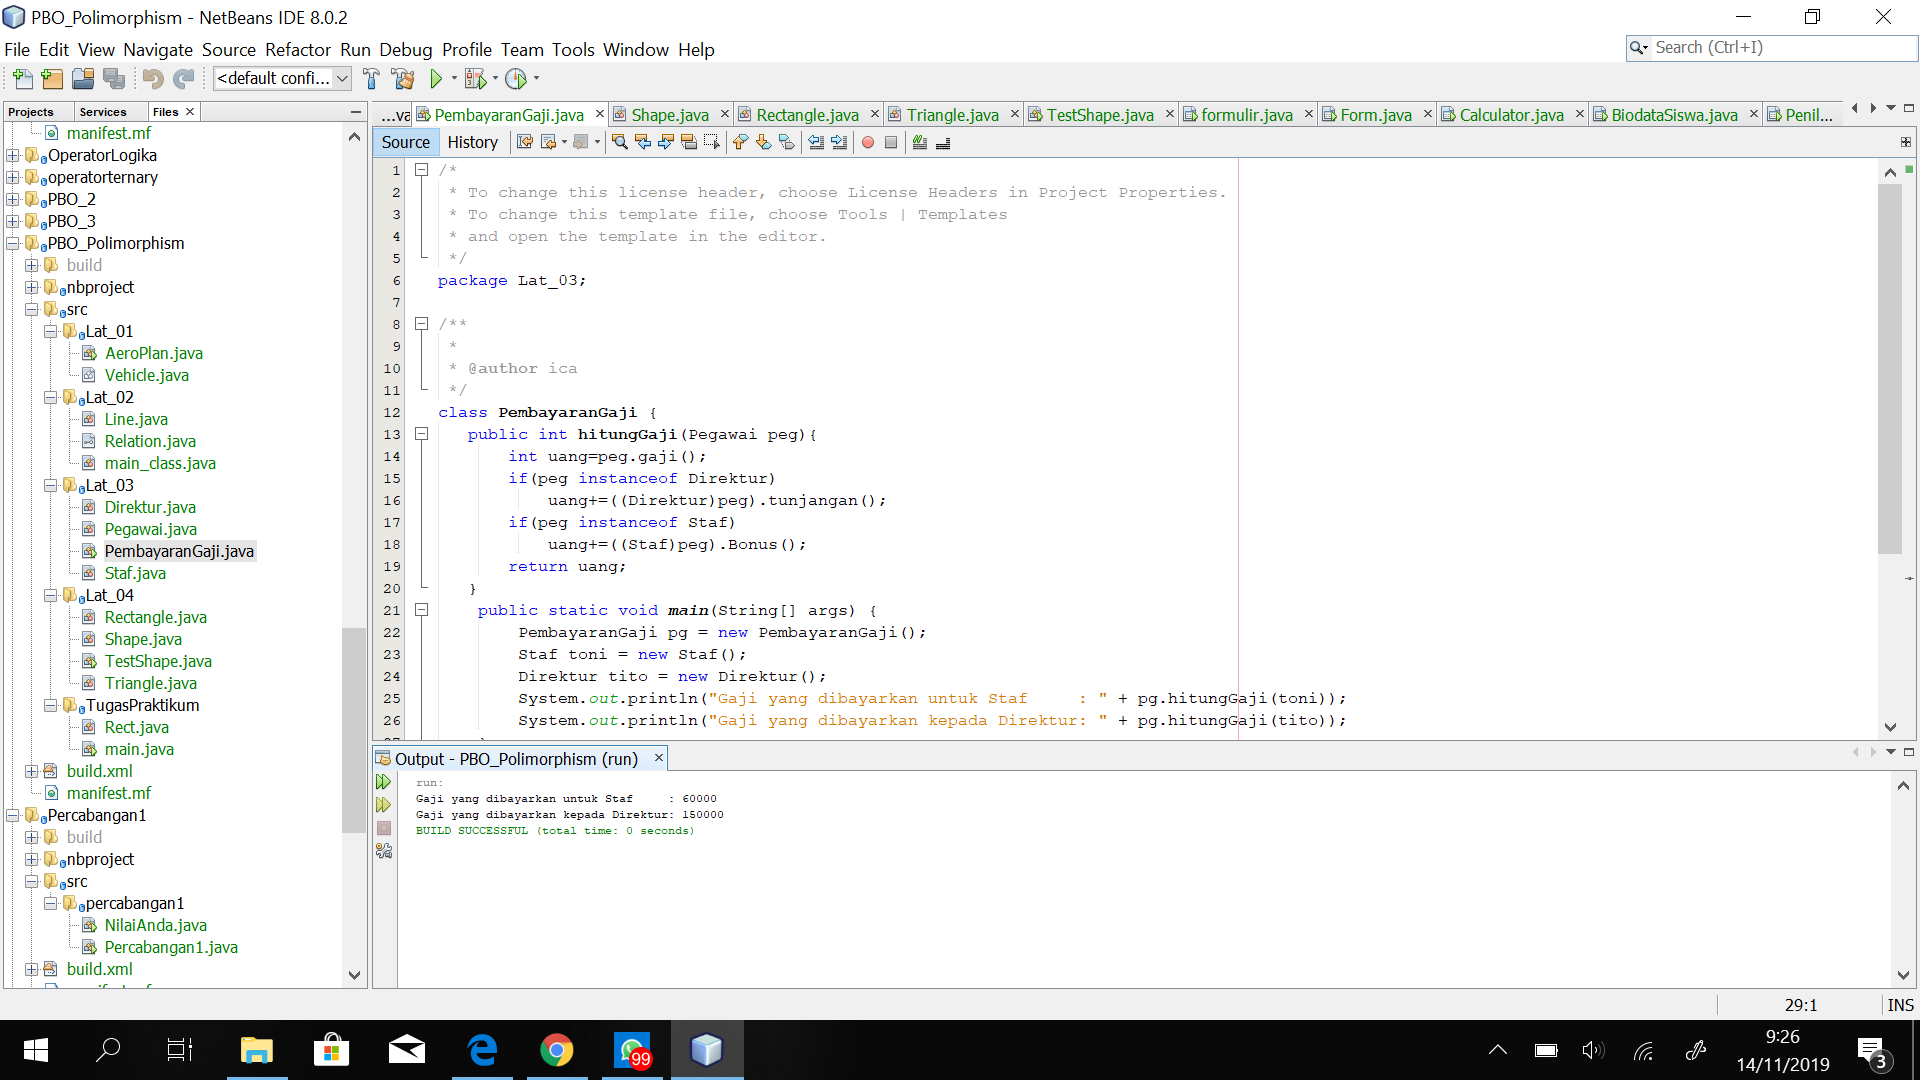 PBO_Polimorphism - NetBeans IDE 8.0.2
File Edit View Navigate Source Refactor Run Debug Profile Team Tools Window Help
Search (Ctrl+I)
<default confi...
Projects
Services
Files
manifest.mf
OperatorLogika
operatorternary
PBO_2
PBO_3
PBO_Polimorphism
build
nbproject
src
Lat_01
AeroPlan.java
Vehicle.java
Lat_02
Line.java
Relation.java
main_class.java
Lat_03
Direktur.java
Pegawai.java
PembayaranGaji.java
Staf.java
Lat_04
Rectangle.java
Shape.java
TestShape.java
Triangle.java
TugasPraktikum
Rect.java
main.java
build.xml
manifest.mf
Percabangan1
build
nbproject
src
percabangan1
NilaiAnda.java
Percabangan1.java
build.xml
...va PembayaranGaji.java Shape.java Rectangle.java Triangle.java TestShape.java formulir.java Form.java Calculator.java BiodataSiswa.java Penil...
Source History
1 /*
2 * To change this license header, choose License Headers in Project Properties.
3 * To change this template file, choose Tools | Templates
4 * and open the template in the editor.
5 */
6 package Lat_03;
7
8 /**
9 *
10 * @author ica
11 */
12 class PembayaranGaji {
13 public int hitungGaji(Pegawai peg){
14 int uang=peg.gaji();
15 if(peg instanceof Direktur)
16 uang+=((Direktur)peg).tunjangan();
17 if(peg instanceof Staf)
18 uang+=((Staf)peg).Bonus();
19 return uang;
20 }
21 public static void main(String[] args) {
22 PembayaranGaji pg = new PembayaranGaji();
23 Staf toni = new Staf();
24 Direktur tito = new Direktur();
25 System.out.println("Gaji yang dibayarkan untuk Staf     : " + pg.hitungGaji(toni));
26 System.out.println("Gaji yang dibayarkan kepada Direktur: " + pg.hitungGaji(tito));
Output - PBO_Polimorphism (run)
run:
Gaji yang dibayarkan untuk Staf     : 60000
Gaji yang dibayarkan kepada Direktur: 150000
BUILD SUCCESSFUL (total time: 0 seconds)
29:1 INS
99
9:26
14/11/2019
3